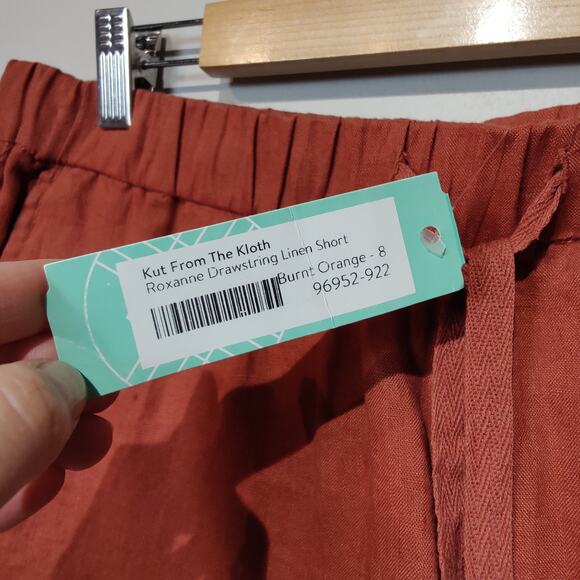 Kut From The Kloth
Roxanne Drawstring Linen Short
Burnt Orange - 8
96952-922